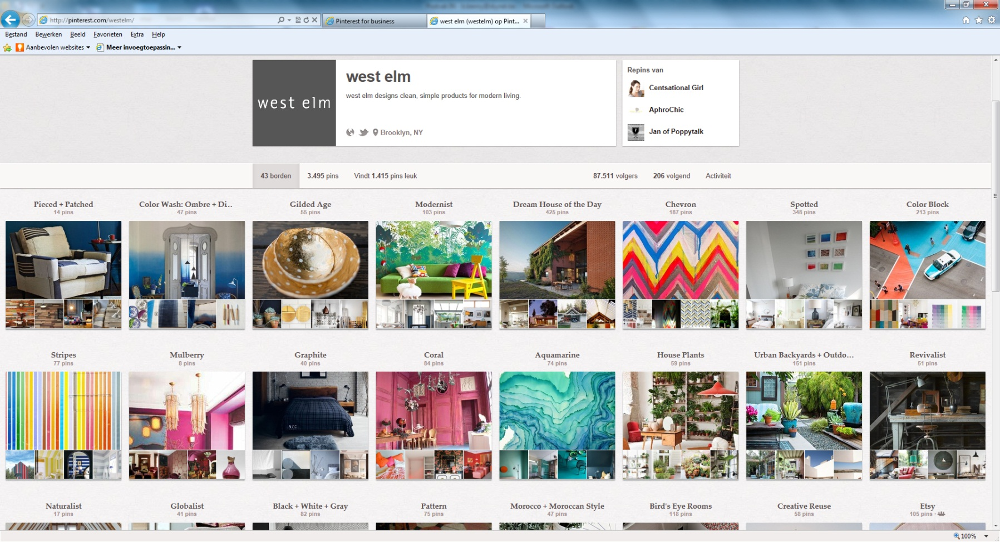 http://pinterest.com/westelm/
Pinterest for business
west elm (westelm) op Pint...
Bestand Bewerken Beeld Favorieten Extra Help
Aanbevolen websites
Meer invoegtoepassin...
west elm
west elm
west elm designs clean, simple products for modern living.
Brooklyn, NY
Repins van
Centsational Girl
AphroChic
Jan of Poppytalk
43 borden 3.495 pins Vindt 1.415 pins leuk 87.511 volgers 206 volgend Activiteit
Pieced + Patched Color Wash: Ombre + Di... Gilded Age Modernist Dream House of the Day Chevron Spotted Color Block
14 pins 47 pins 55 pins 103 pins 425 pins 187 pins 348 pins 213 pins
Stripes Mulberry Graphite Coral Aquamarine House Plants Urban Backyards + Outdo... Revivalist
77 pins 8 pins 40 pins 84 pins 74 pins 59 pins 151 pins 51 pins
NYC
Naturalist Globalist Black + White + Gray Pattern Morocco + Moroccan Style Bird's Eye Rooms Creative Reuse Etsy
17 pins 41 pins 82 pins 75 pins 47 pins 118 pins 58 pins 105 pins ·
100%